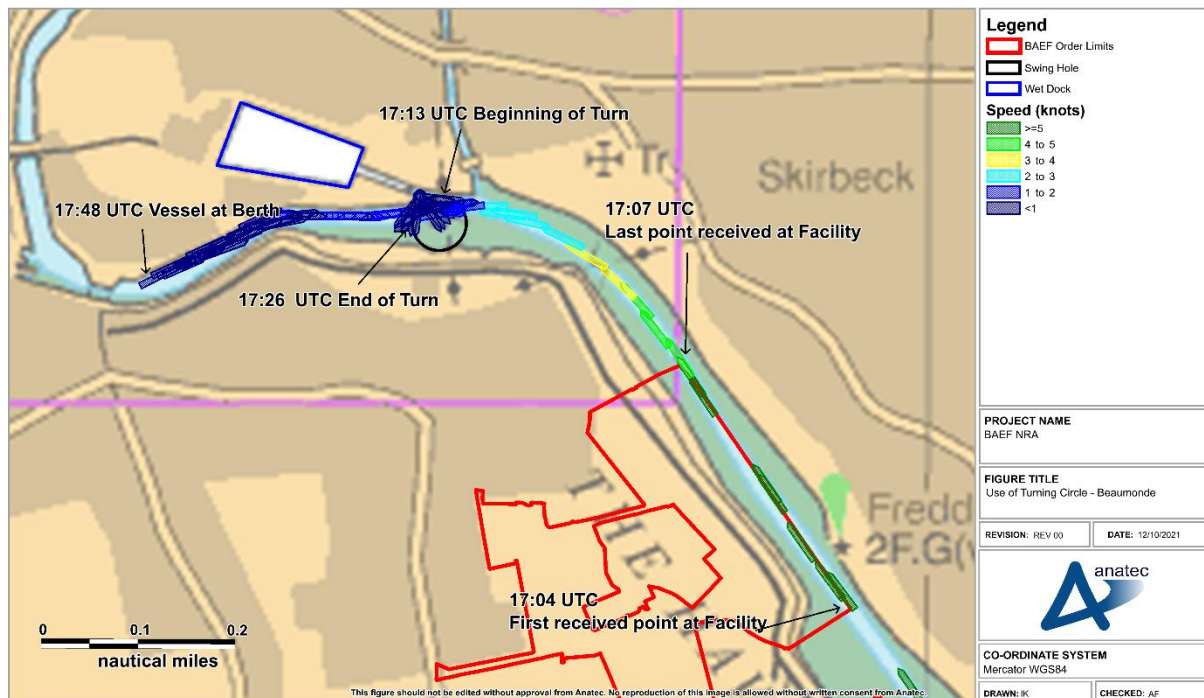 17:13 UTC Beginning of Turn
Tr
Skirbeck
17:48 UTC Vessel at Berth
17:07 UTC
Last point received at Facility
17:26 UTC End of Turn
THE
Fredd
2F.G(v
17:04 UTC
First received point at Facility
0 0.1 0.2
nautical miles
This figure should not be edited without approval from Anatec. No reproduction of this image is allowed without written consent from Anatec.
Legend
BAEF Order Limits
Swing Hole
Wet Dock
Speed (knots)
>=5
4 to 5
3 to 4
2 to 3
1 to 2
<1
PROJECT NAME
BAEF NRA
FIGURE TITLE
Use of Turning Circle - Beaumonde
REVISION: REV 00 DATE: 12/10/2021
anatec
CO-ORDINATE SYSTEM
Mercator WGS84
DRAWN: IK CHECKED: AF